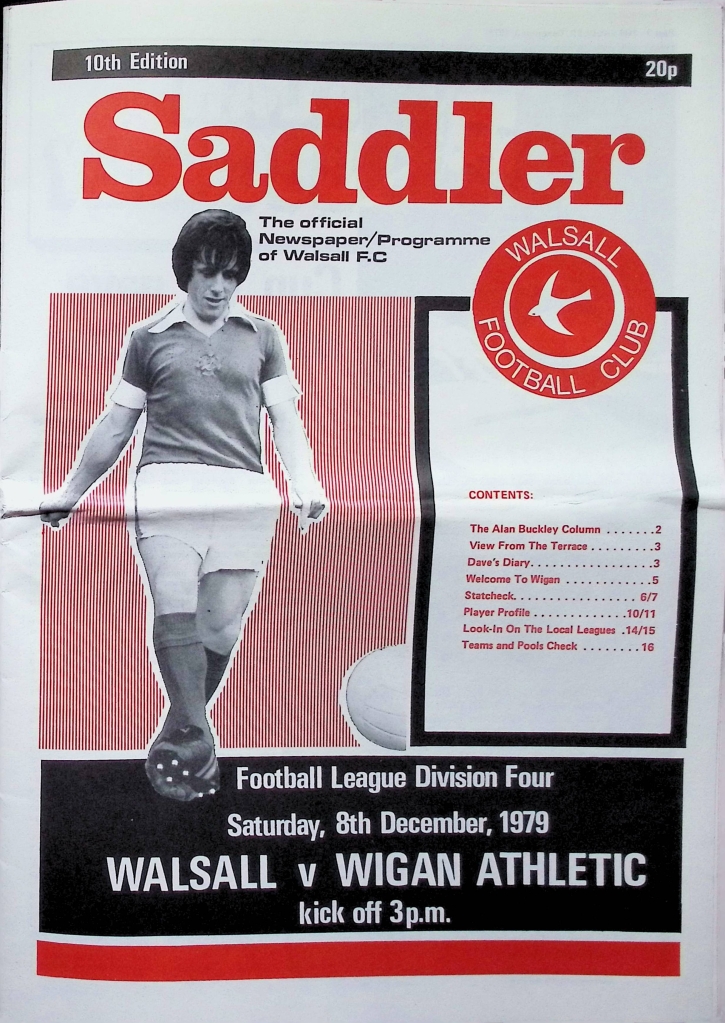 10th Edition
20p
Saddler
The official
Newspaper/Programme
of Walsall F.C
WALSALL
FOOTBALL CLUB
CONTENTS:
The Alan Buckley Column .......2
View From The Terrace .........3
Dave's Diary..................3
Welcome To Wigan ............5
Statcheck................. 6/7
Player Profile .............10/11
Look-In On The Local Leagues .14/15
Teams and Pools Check ........16
Football League Division Four
Saturday, 8th December, 1979
WALSALL v WIGAN ATHLETIC
kick off 3p.m.